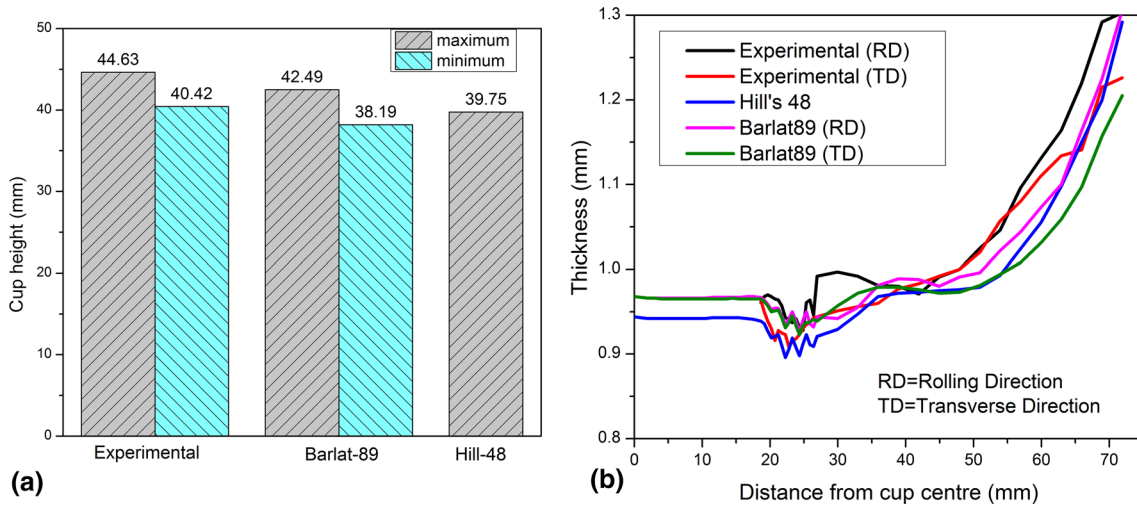 50
40
30
20
10
0
Cup height (mm)
maximum
minimum
44.63
40.42
42.49
38.19
39.75
Experimental
Barlat-89
Hill-48
(a)
1.3
1.2
1.1
1.0
0.9
0.8
Thickness (mm)
Experimental (RD)
Experimental (TD)
Hill's 48
Barlat89 (RD)
Barlat89 (TD)
RD=Rolling Direction
TD=Transverse Direction
0 10 20 30 40 50 60 70
Distance from cup centre (mm)
(b)